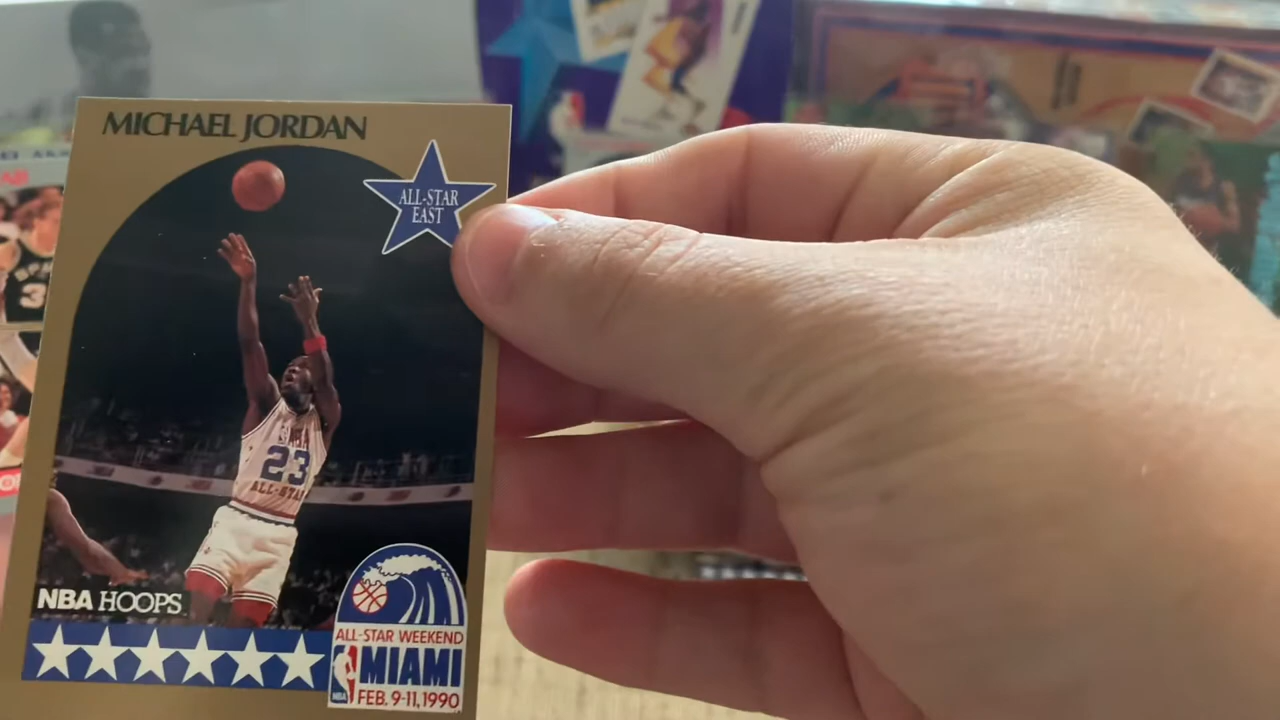 MICHAEL JORDAN
ALL-STAR
EAST
23
ALL-STAR
NBA HOOPS
ALL-STAR WEEKEND
MIAMI
NBA
FEB. 9-11, 1990